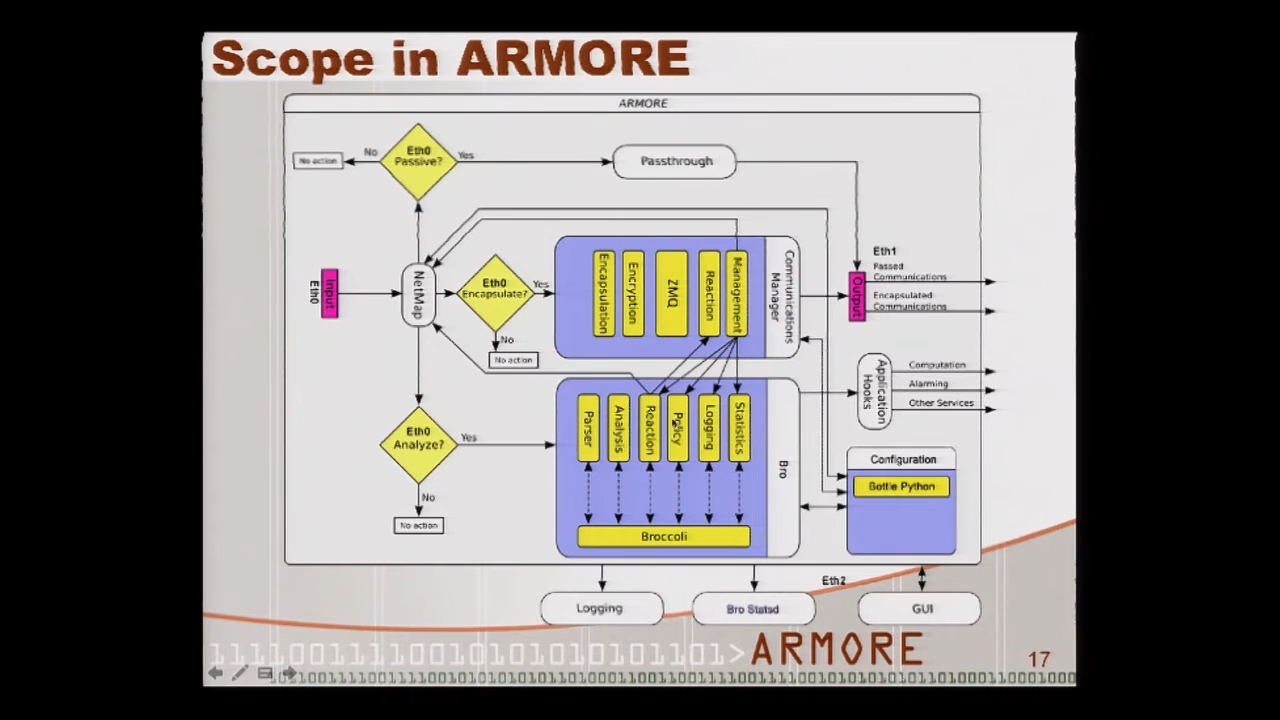 Scope in ARMORE
ARMORE
Eth0
Passive?
No
No action
Yes
Passthrough
Input
Eth0
NetMap
Eth0
Encapsulate?
Yes
No
No action
Encapsulation
Encryption
ZMQ
Reaction
Management
Communications
Manager
Output
Eth1
Passed
Communications
Encapsulated
Communications
Application
Hooks
Computation
Alarming
Other Services
Eth0
Analyze?
Yes
No
No action
Parser
Analysis
Reaction
Policy
Logging
Statistics
Bro
Broccoli
Configuration
Bottle Python
Eth2
Logging
Bro Statsd
GUI
ARMORE
17